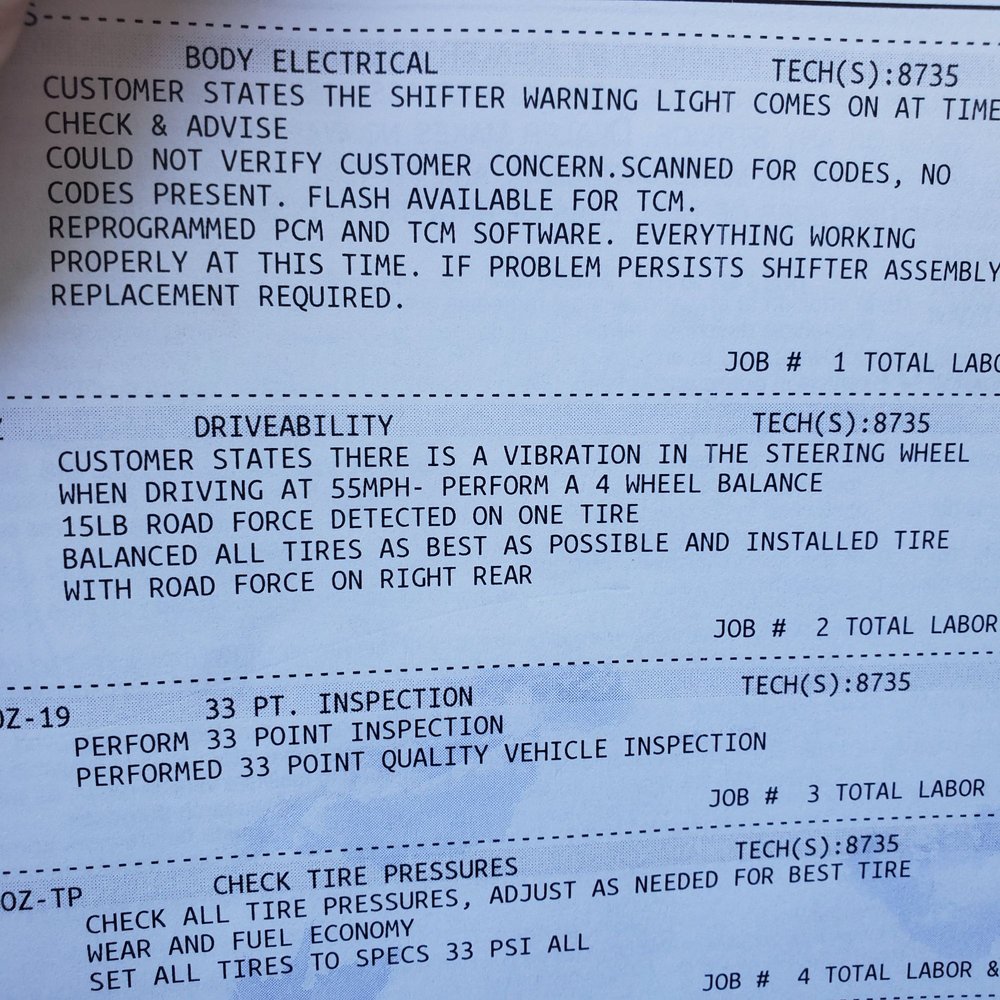 S--------------------------------------------
BODY ELECTRICAL TECH(S):8735
CUSTOMER STATES THE SHIFTER WARNING LIGHT COMES ON AT TIME
CHECK & ADVISE
COULD NOT VERIFY CUSTOMER CONCERN.SCANNED FOR CODES, NO
CODES PRESENT. FLASH AVAILABLE FOR TCM.
REPROGRAMMED PCM AND TCM SOFTWARE. EVERYTHING WORKING
PROPERLY AT THIS TIME. IF PROBLEM PERSISTS SHIFTER ASSEMBLY
REPLACEMENT REQUIRED.
JOB # 1 TOTAL LABO
DRIVEABILITY TECH(S):8735
CUSTOMER STATES THERE IS A VIBRATION IN THE STEERING WHEEL
WHEN DRIVING AT 55MPH- PERFORM A 4 WHEEL BALANCE
15LB ROAD FORCE DETECTED ON ONE TIRE
BALANCED ALL TIRES AS BEST AS POSSIBLE AND INSTALLED TIRE
WITH ROAD FORCE ON RIGHT REAR
JOB # 2 TOTAL LABOR
OZ-19 33 PT. INSPECTION TECH(S):8735
PERFORM 33 POINT INSPECTION
PERFORMED 33 POINT QUALITY VEHICLE INSPECTION
JOB # 3 TOTAL LABOR
OZ-TP CHECK TIRE PRESSURES TECH(S):8735
CHECK ALL TIRE PRESSURES, ADJUST AS NEEDED FOR BEST TIRE
WEAR AND FUEL ECONOMY
SET ALL TIRES TO SPECS 33 PSI ALL
JOB # 4 TOTAL LABOR &